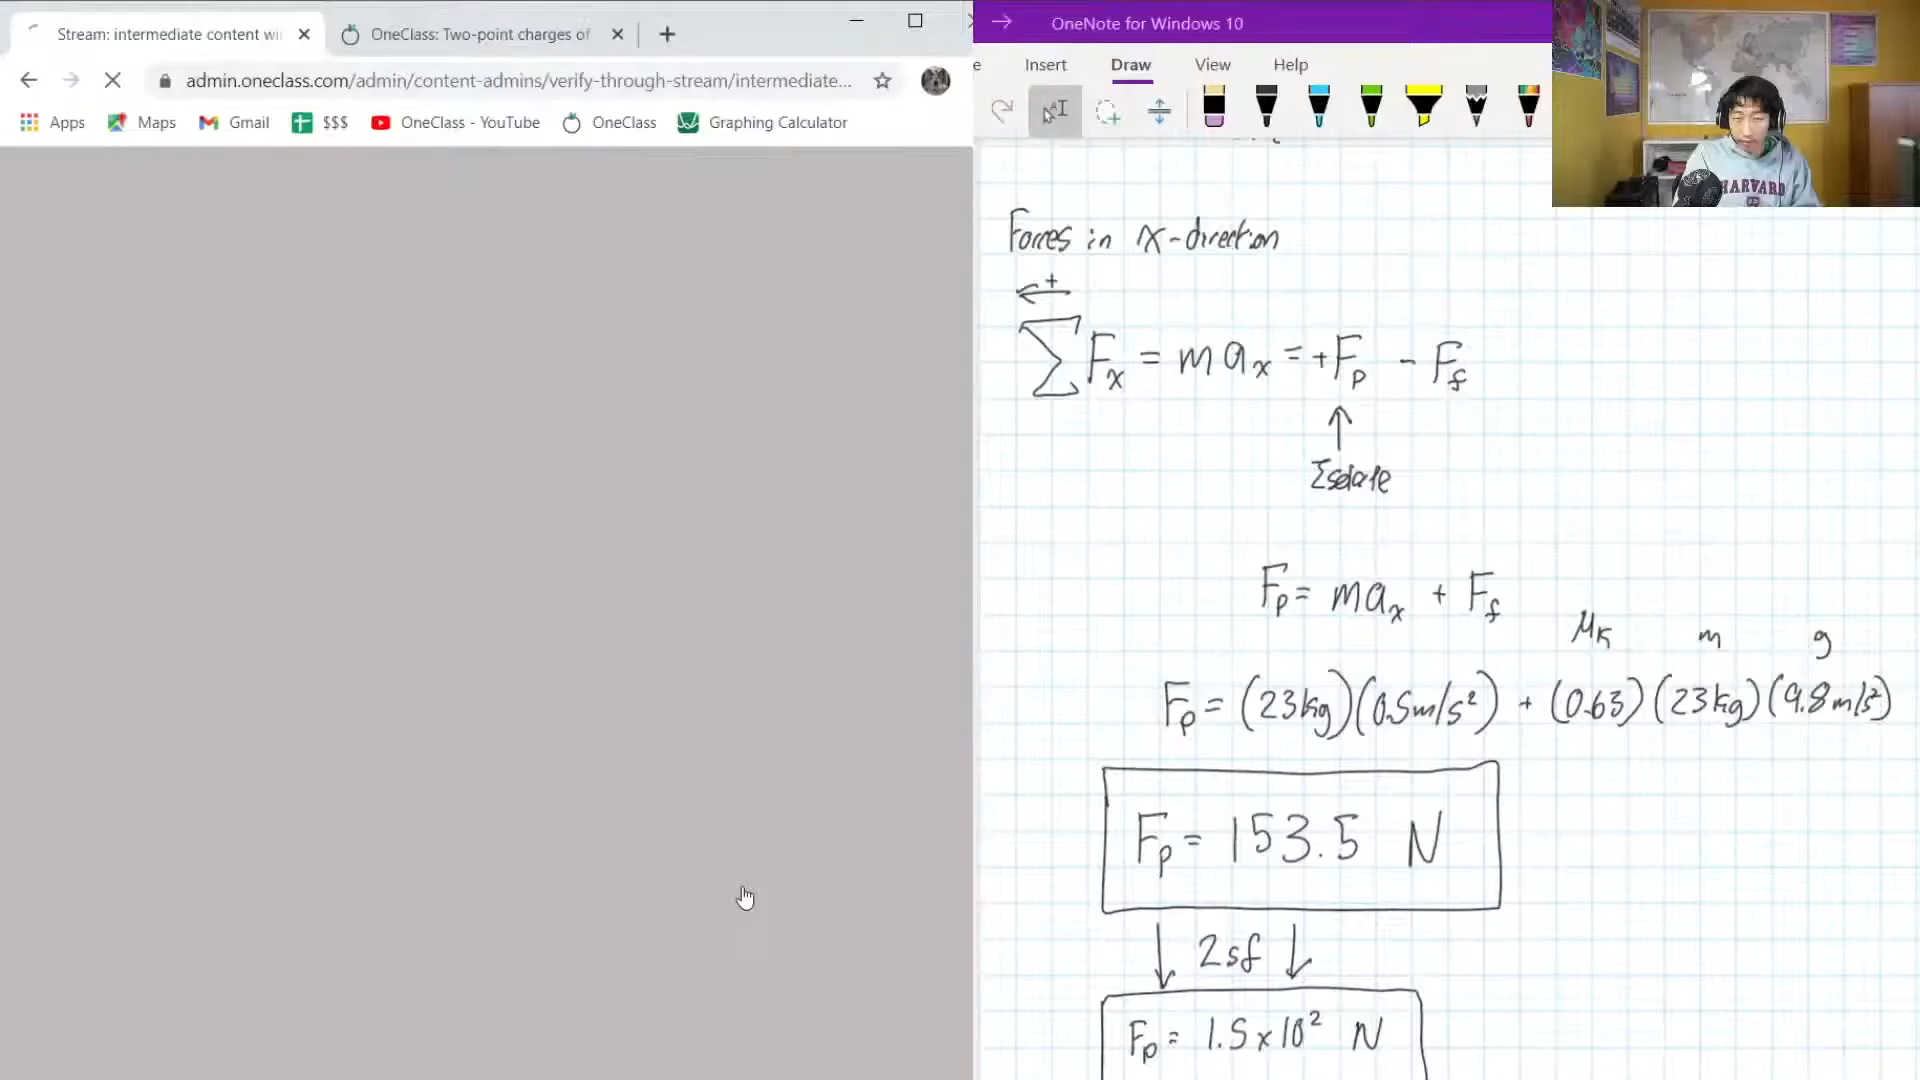 Stream: intermediate content wi
OneClass: Two-point charges of
admin.oneclass.com/admin/content-admins/verify-through-stream/intermediate...
Apps Maps Gmail $$$ OneClass - YouTube OneClass Graphing Calculator
OneNote for Windows 10
Insert Draw View Help
HARVARD
Forces in x-direction
+
∑Fx = max = +Fp - Ff
Isolate
Fp = max + Ff
μk m g
Fp = (23kg)(0.5m/s²) + (0.63)(23kg)(9.8m/s²)
Fp = 153.5 N
2sf
Fp = 1.5x10² N